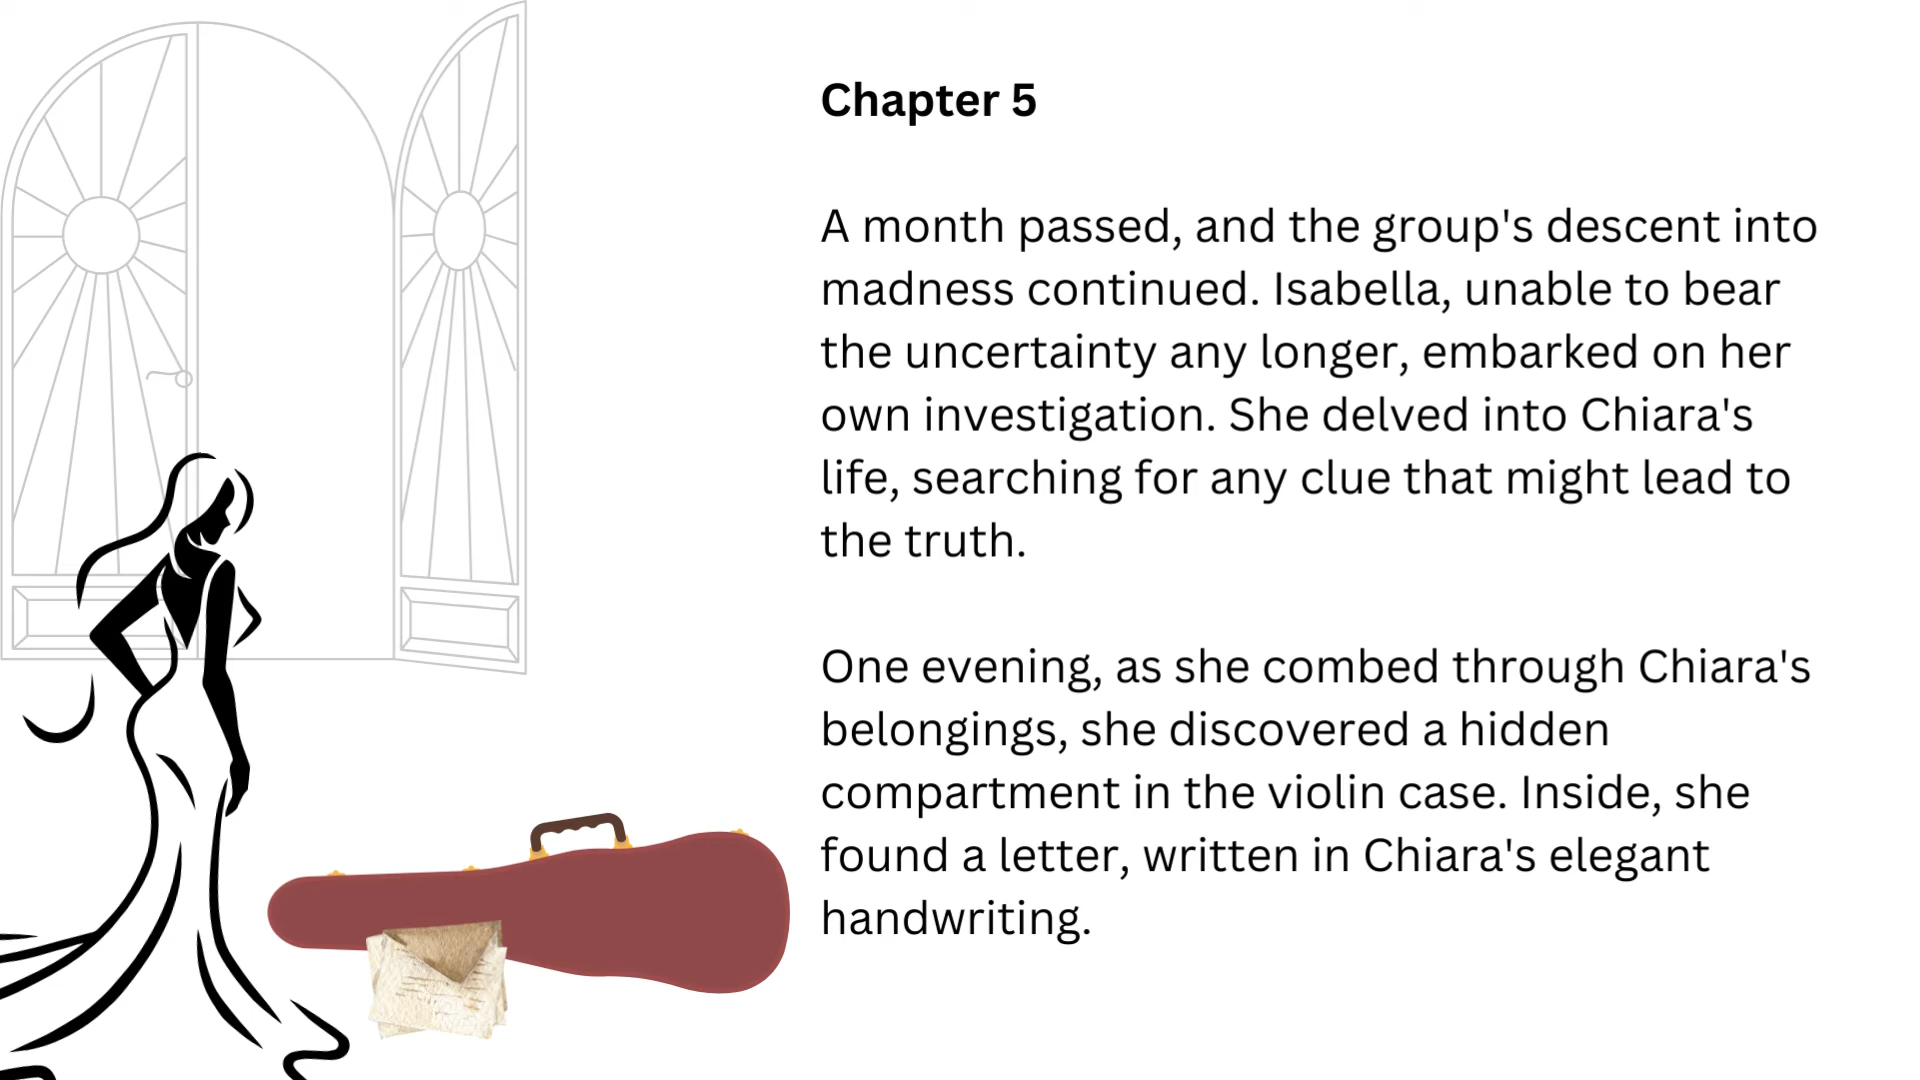 Chapter 5
A month passed, and the group's descent into
madness continued. Isabella, unable to bear
the uncertainty any longer, embarked on her
own investigation. She delved into Chiara's
life, searching for any clue that might lead to
the truth.
One evening, as she combed through Chiara's
belongings, she discovered a hidden
compartment in the violin case. Inside, she
found a letter, written in Chiara's elegant
handwriting.